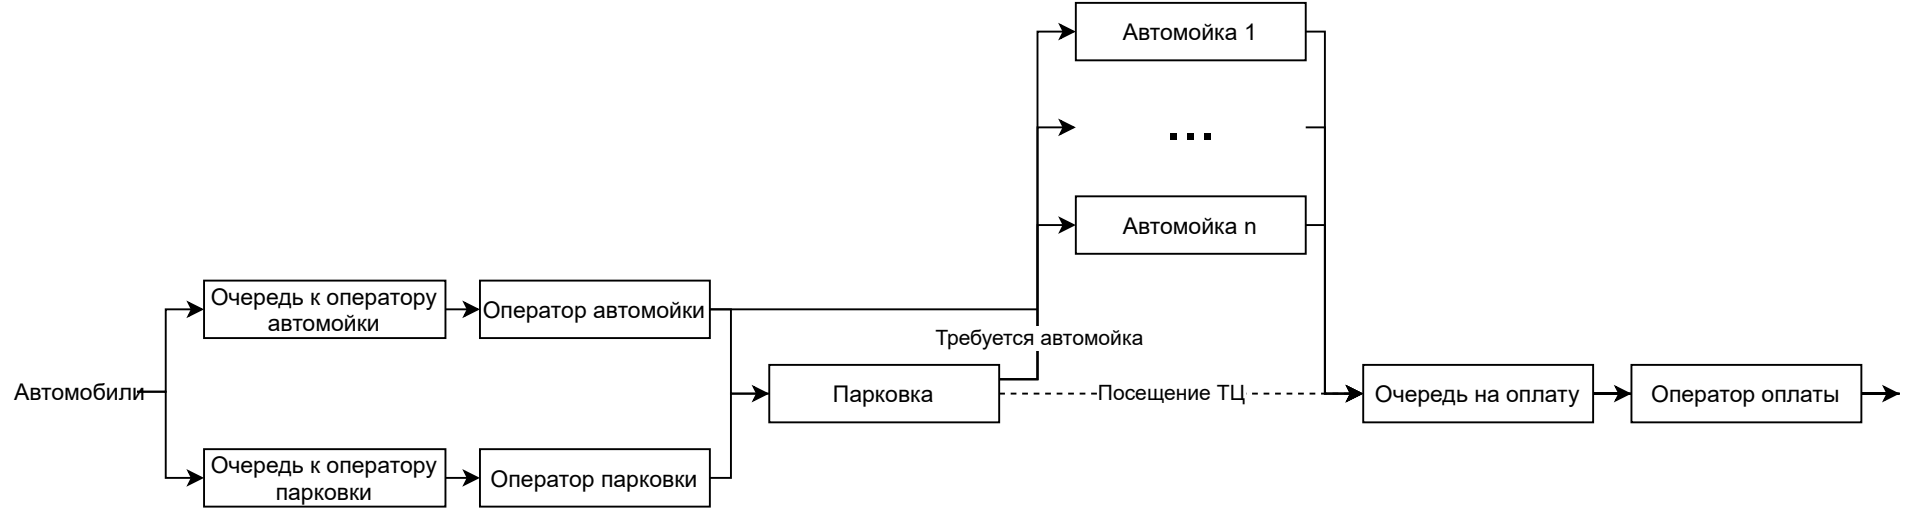 Автомойка 1
...
Автомойка n
Очередь к оператору
автомойки
Оператор автомойки
Требуется автомойка
Автомобили
Парковка
Посещение ТЦ
Очередь на оплату
Оператор оплаты
Очередь к оператору
парковки
Оператор парковки